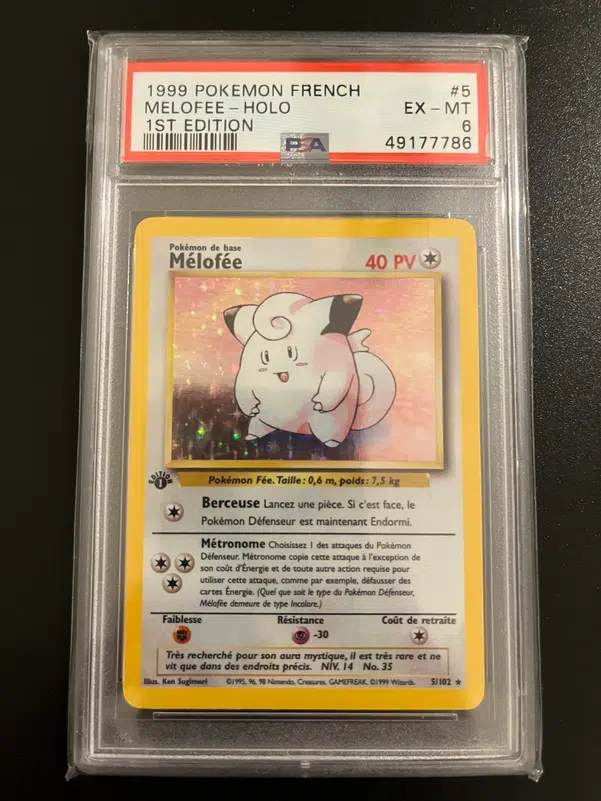 1999 POKEMON FRENCH #5
MELOFEE - HOLO EX - MT
1ST EDITION 6
PSA 49177786
Pokémon de base
Mélofée 40 PV
Pokémon Fée. Taille : 0,6 m, poids : 7,5 kg
EDITION 1
Berceuse Lancez une pièce. Si c'est face, le
Pokémon Défenseur est maintenant Endormi.
Métronome Choisissez 1 des attaques du Pokémon
Défenseur. Métronome copie cette attaque à l'exception de
son coût d'Énergie et de toute autre action requise pour
utiliser cette attaque, comme par exemple, défausser des
cartes Énergie. (Quel que soit le type du Pokémon Défenseur,
Mélofée demeure de type Incolore.)
Faiblesse Résistance Coût de retraite
-30
Très recherché pour son aura mystique, il est très rare et ne
vit que dans des endroits précis. NIV. 14 No. 35
Illus. Ken Sugimori ©1995, 96, 98 Nintendo, Creatures, GAMEFREAK. ©1999 Wizards. 5/102 ★